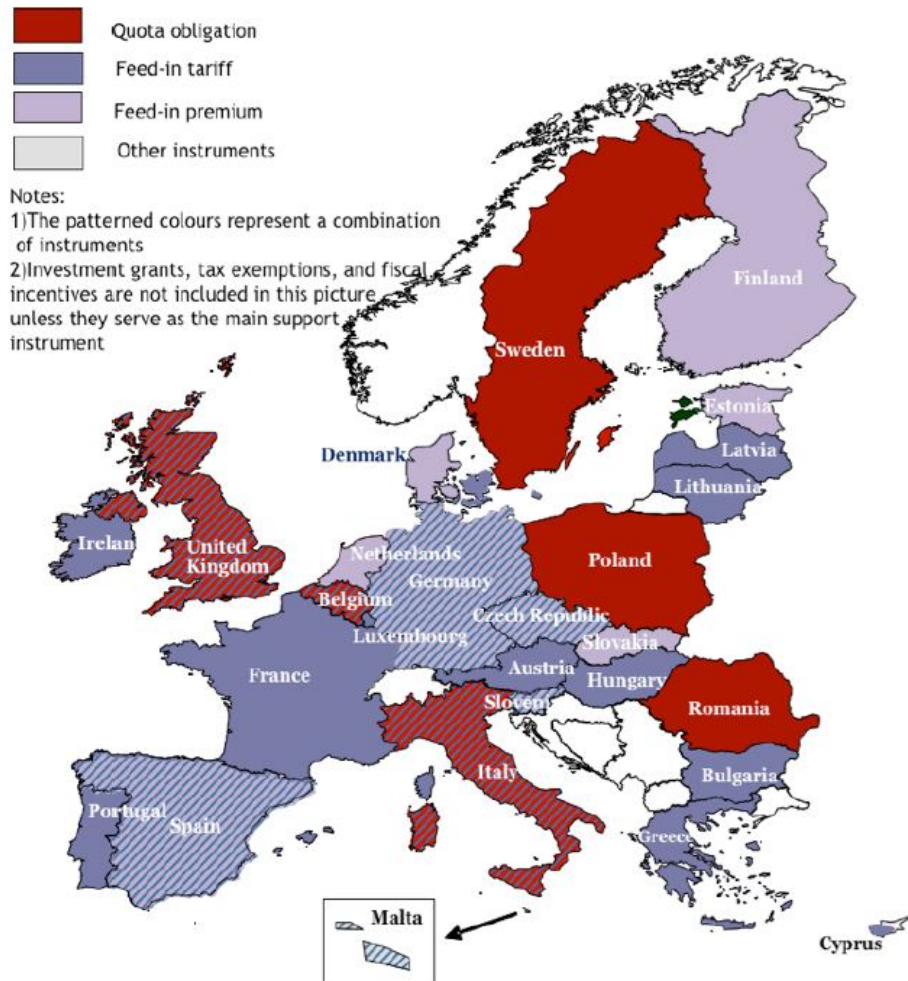 Quota obligation
Feed-in tariff
Feed-in premium
Other instruments
Notes:
1)The patterned colours represent a combination
of instruments
2)Investment grants, tax exemptions, and fiscal
incentives are not included in this picture
unless they serve as the main support
instrument
Finland
Sweden
Estonia
Latvia
Denmark
Lithuania
Irelan
United
Kingdom
Netherlands
Germany
Poland
Belgium
Czech Republic
Luxembourg
Slovakia
Austria
France
Hungary
Sloven
Romania
Italy
Bulgaria
Portugal
Spain
Greece
Malta
Cyprus